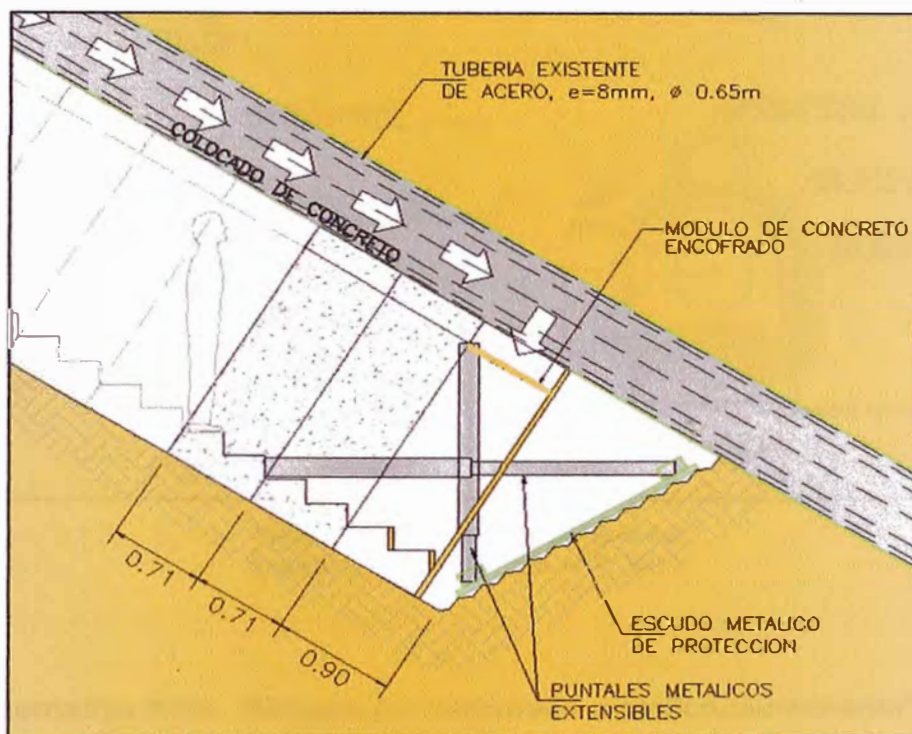 TUBERIA EXISTENTE
DE ACERO, e=8mm, ø 0.65m
COLOCADO DE CONCRETO
MODULO DE CONCRETO
ENCOFRADO
0.71
0.71
0.90
ESCUDO METALICO
DE PROTECCION
PUNTALES METALICOS
EXTENSIBLES